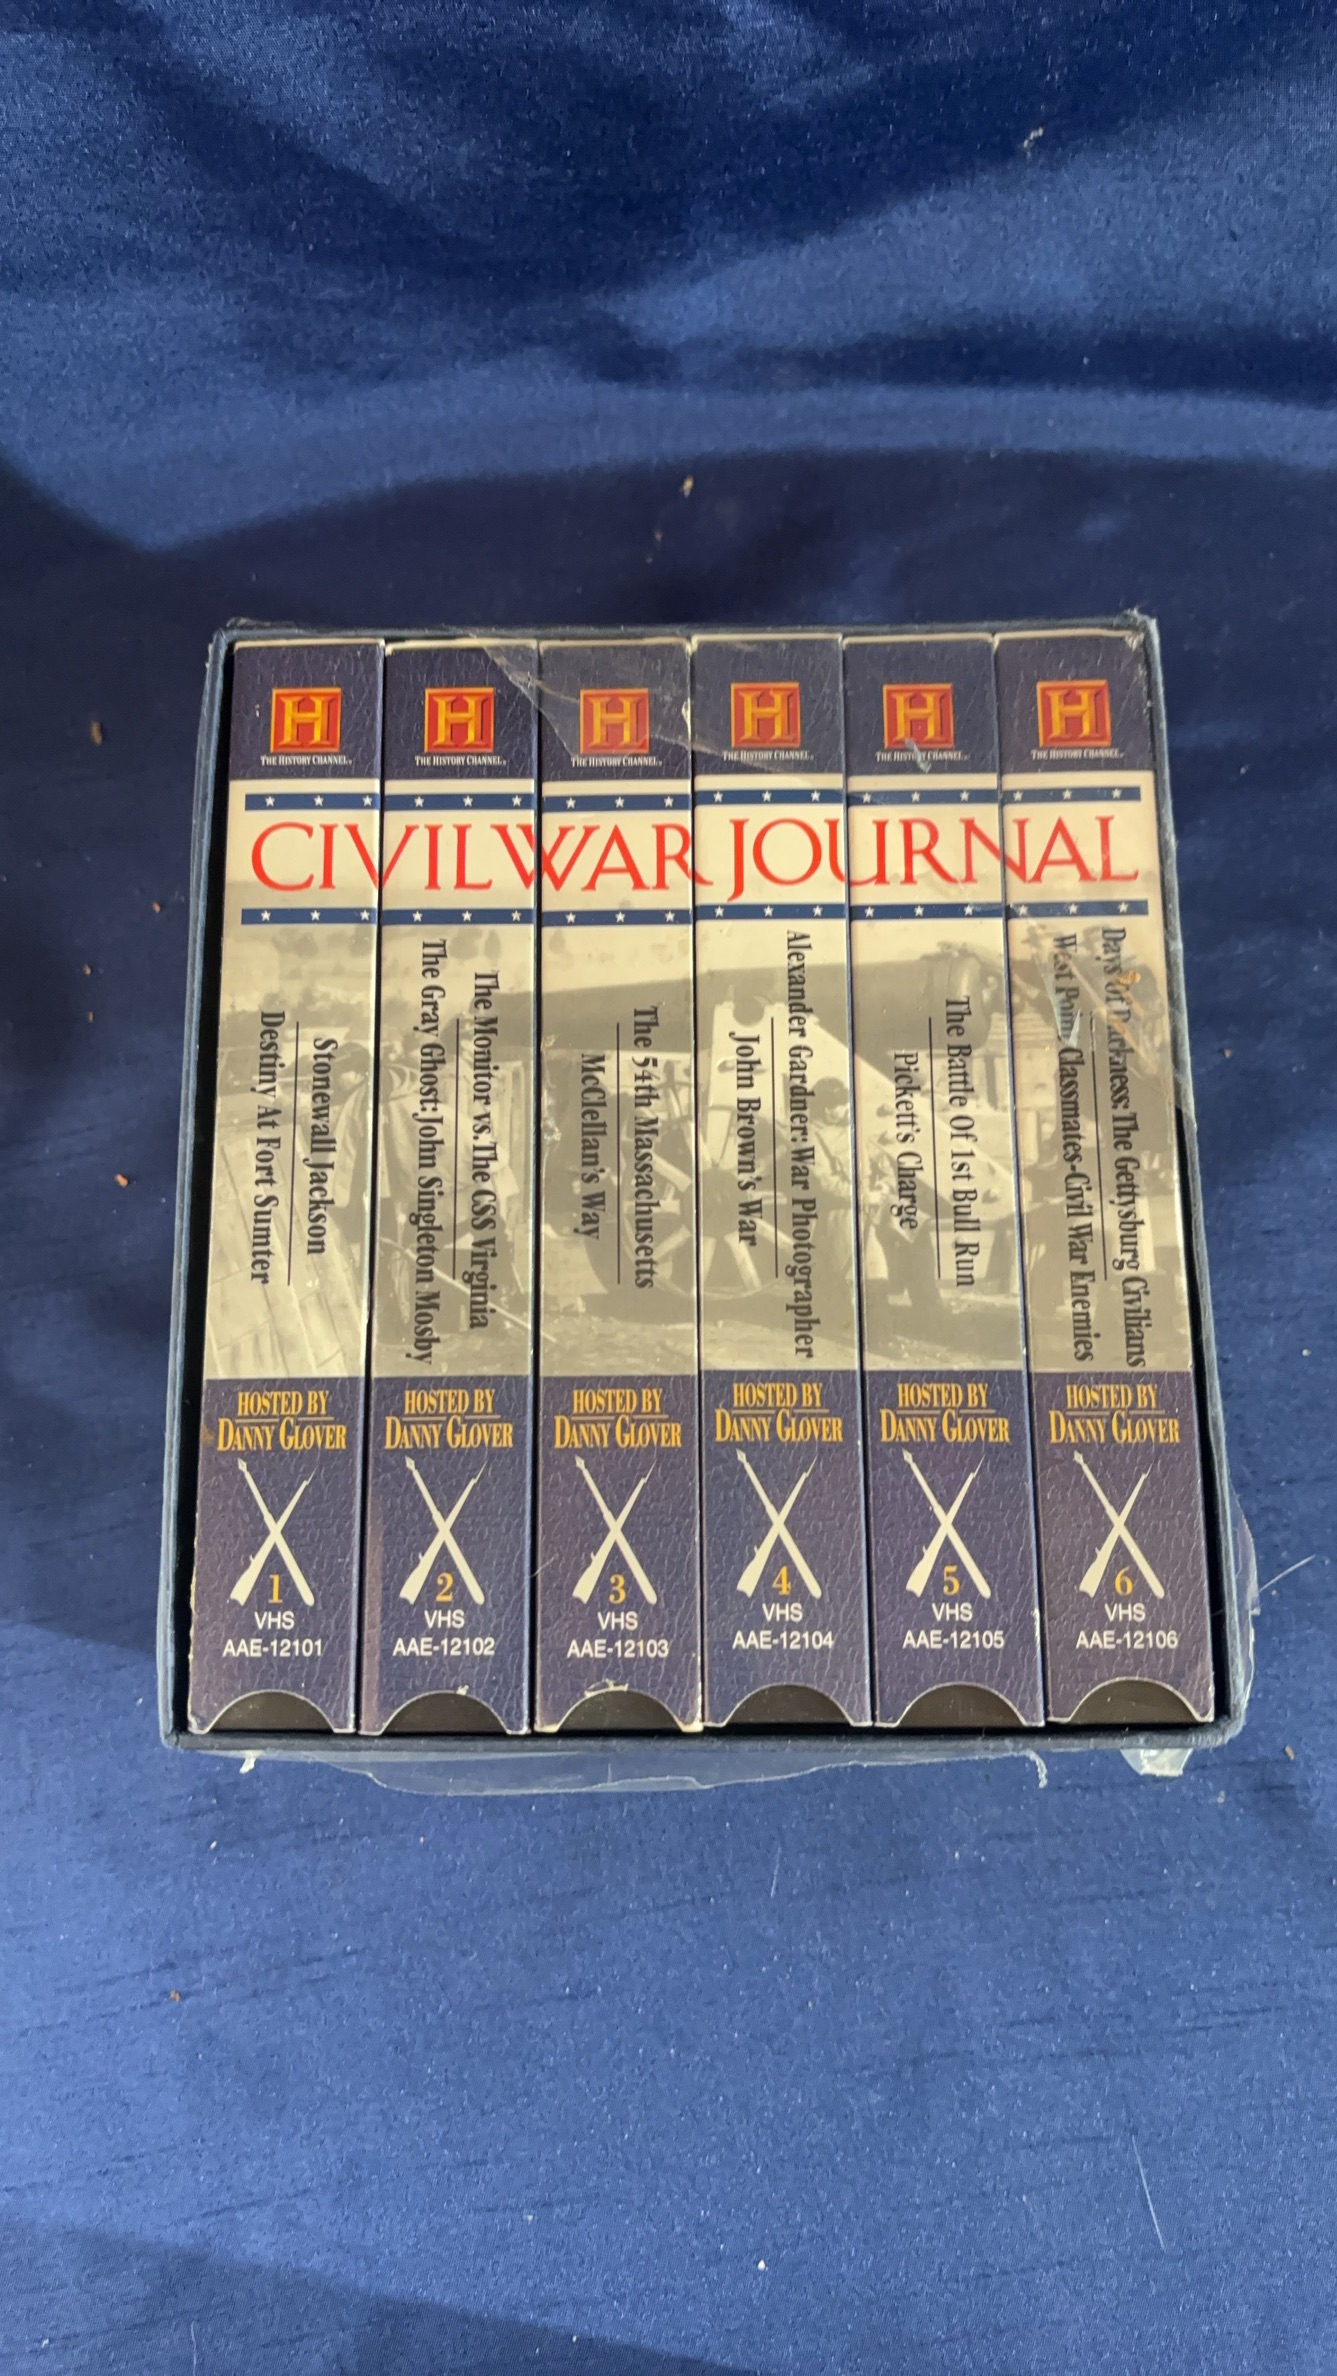 H
THE HISTORY CHANNEL®
H
THE HISTORY CHANNEL®
H
THE HISTORY CHANNEL®
H
THE HISTORY CHANNEL®
H
THE HISTORY CHANNEL®
H
THE HISTORY CHANNEL®
CIVIL WAR JOURNAL
Stonewall Jackson
Destiny At Fort Sumter
HOSTED BY
DANNY GLOVER
1
VHS
AAE-12101
The Monitor vs. The CSS Virginia
The Gray Ghost: John Singleton Mosby
HOSTED BY
DANNY GLOVER
2
VHS
AAE-12102
The 54th Massachusetts
McClellan's Way
HOSTED BY
DANNY GLOVER
3
VHS
AAE-12103
Alexander Gardner: War Photographer
John Brown's War
HOSTED BY
DANNY GLOVER
4
VHS
AAE-12104
The Battle Of 1st Bull Run
Pickett's Charge
HOSTED BY
DANNY GLOVER
5
VHS
AAE-12105
Days of Darkness: The Gettysburg Civilians
West Point Classmates-Civil War Enemies
HOSTED BY
DANNY GLOVER
6
VHS
AAE-12106